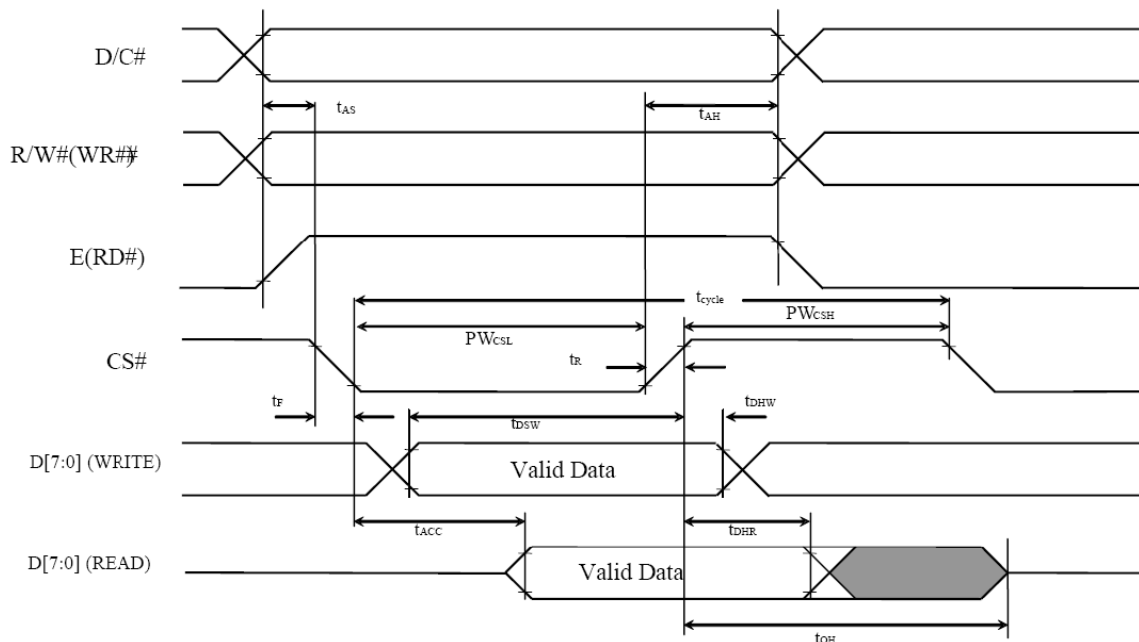 D/C#
tAS
tAH
R/W#(WR##)
E(RD#)
tcycle
PWCSL
PWCSH
CS#
tR
tF
tDSW
tDHW
D[7:0] (WRITE)
Valid Data
tACC
tDHR
D[7:0] (READ)
Valid Data
tOH